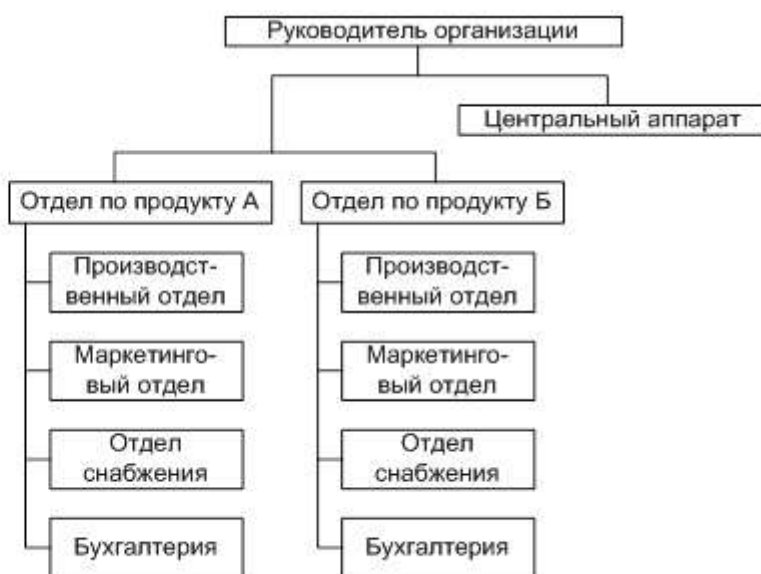 Руководитель организации
Центральный аппарат
Отдел по продукту А
Отдел по продукту Б
Производст-
венный отдел
Маркетинго-
вый отдел
Отдел
снабжения
Бухгалтерия
Производст-
венный отдел
Маркетинго-
вый отдел
Отдел
снабжения
Бухгалтерия